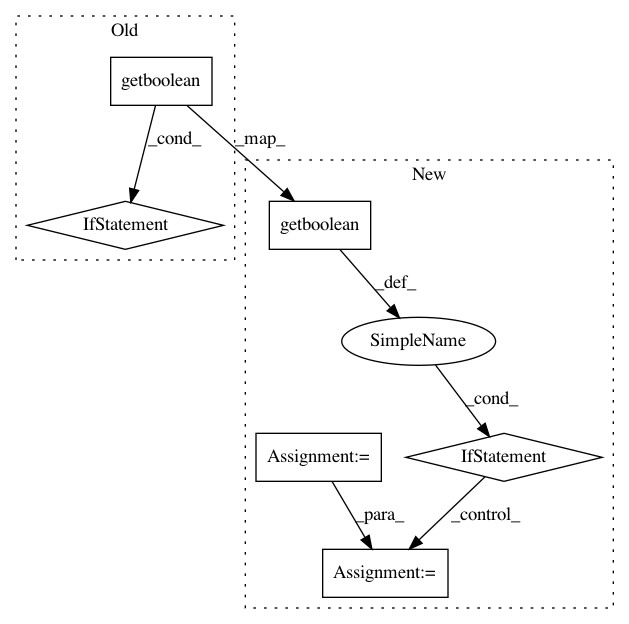 Old
getboolean
_cond_
_map_
IfStatement
New
getboolean
_def_
SimpleName
_cond_
Assignment:=
IfStatement
_para_
_control_
Assignment:=